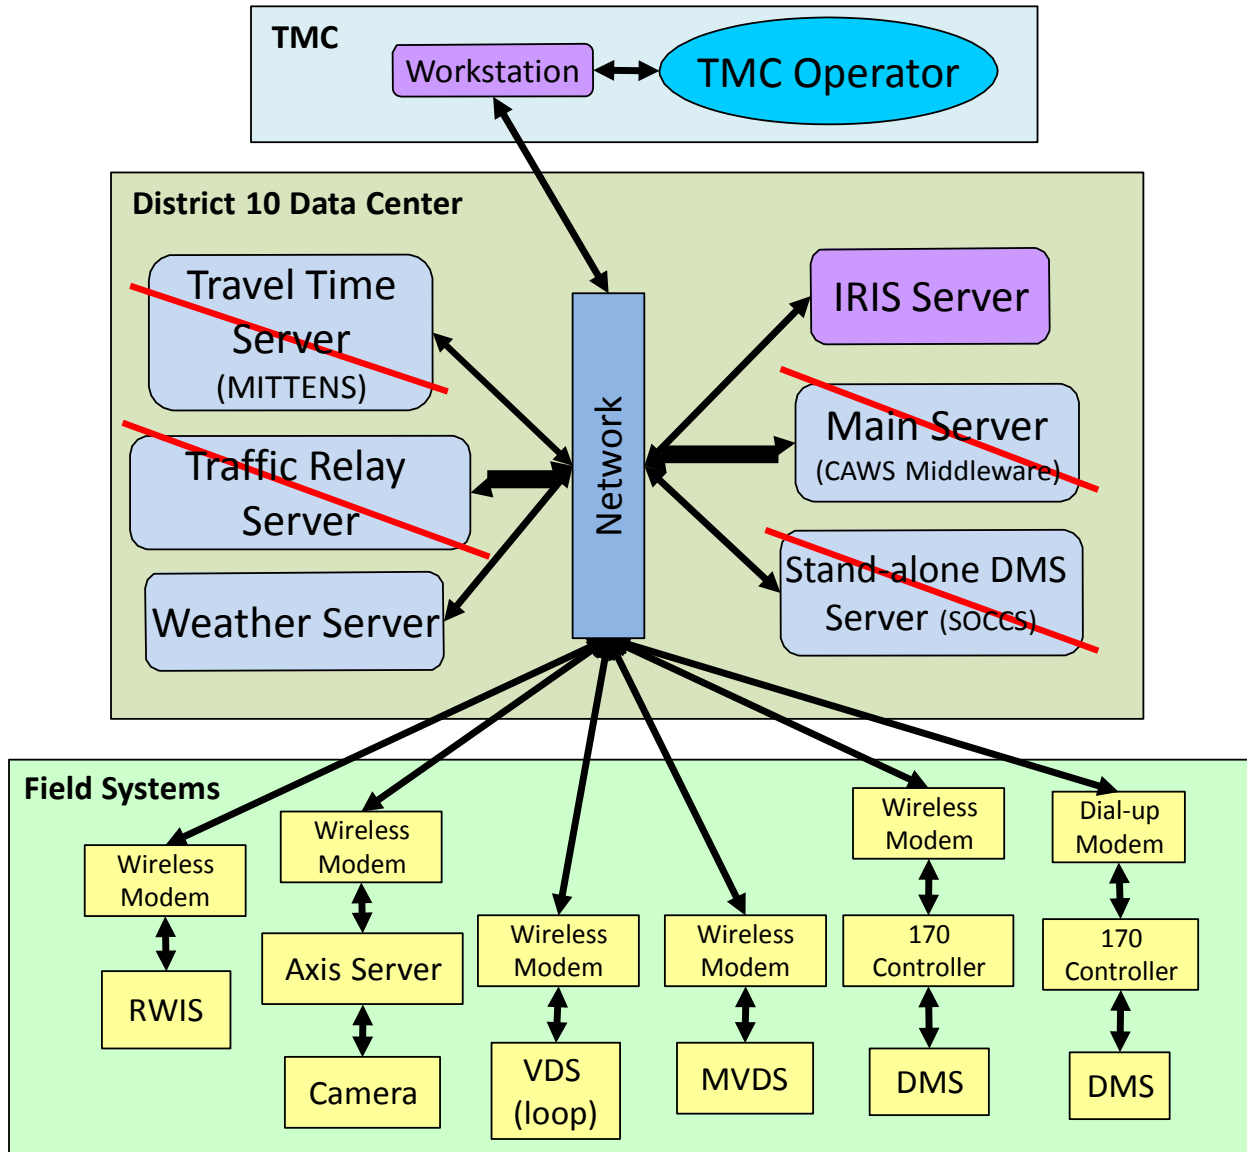 TMC
Workstation
TMC Operator
District 10 Data Center
Travel Time
Server
(MITTENS)
Traffic Relay
Server
Weather Server
Network
IRIS Server
Main Server
(CAWS Middleware)
Stand-alone DMS
Server (SOCCS)
Field Systems
Wireless
Modem
RWIS
Wireless
Modem
Axis Server
Camera
Wireless
Modem
VDS
(loop)
Wireless
Modem
MVDS
Wireless
Modem
170
Controller
DMS
Dial-up
Modem
170
Controller
DMS